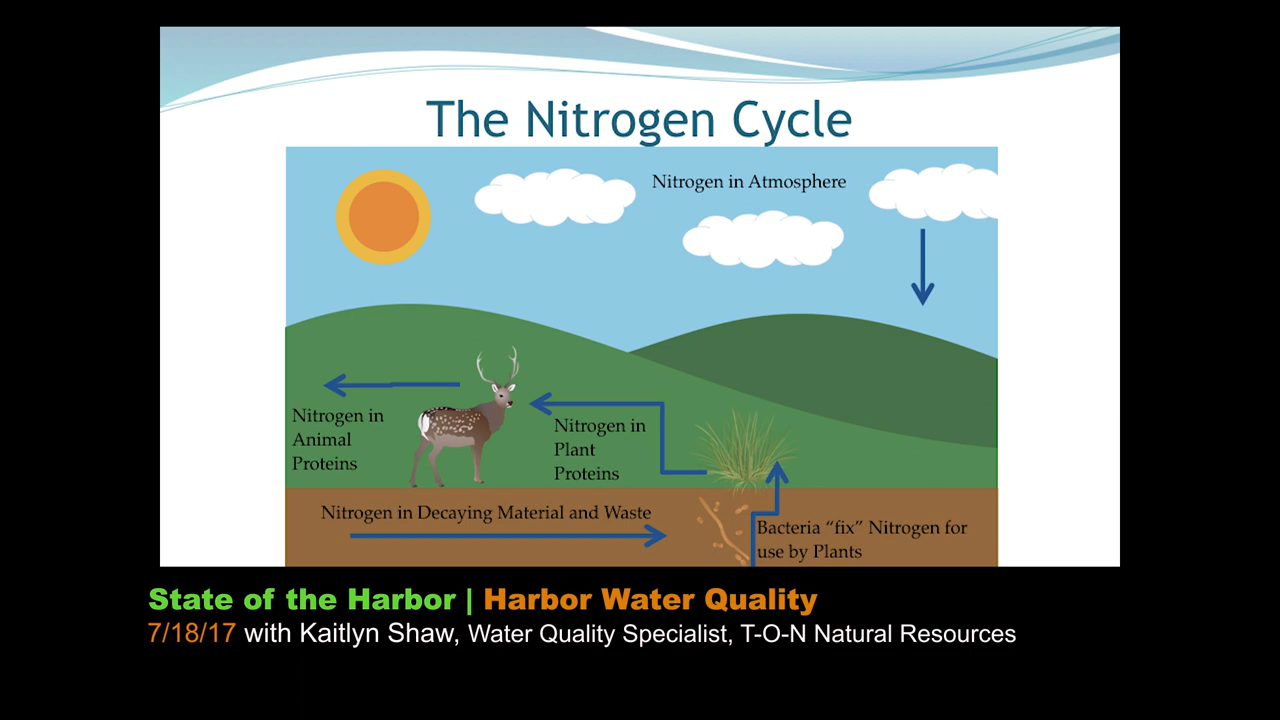 The Nitrogen Cycle
Nitrogen in Atmosphere
Nitrogen in
Animal
Proteins
Nitrogen in
Plant
Proteins
Nitrogen in Decaying Material and Waste
Bacteria “fix” Nitrogen for
use by Plants
State of the Harbor | Harbor Water Quality
7/18/17 with Kaitlyn Shaw, Water Quality Specialist, T-O-N Natural Resources